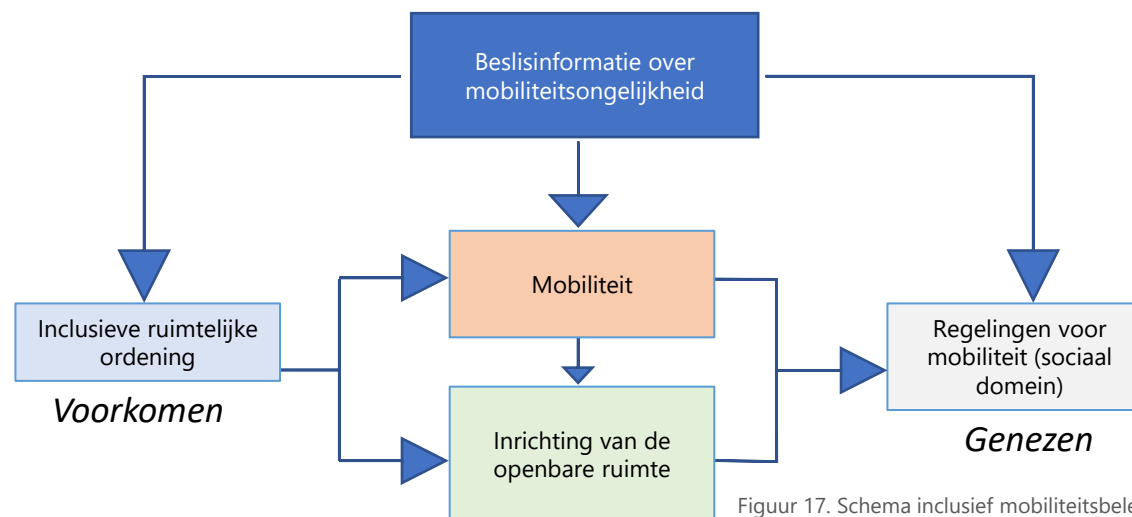 Beslisinformatie over
mobiliteitsongelijkheid
Mobiliteit
Inclusieve ruimtelijke
ordening
Voorkomen
Regelingen voor
mobiliteit (sociaal
domein)
Genezen
Inrichting van de
openbare ruimte
Figuur 17. Schema inclusief mobiliteitsbele